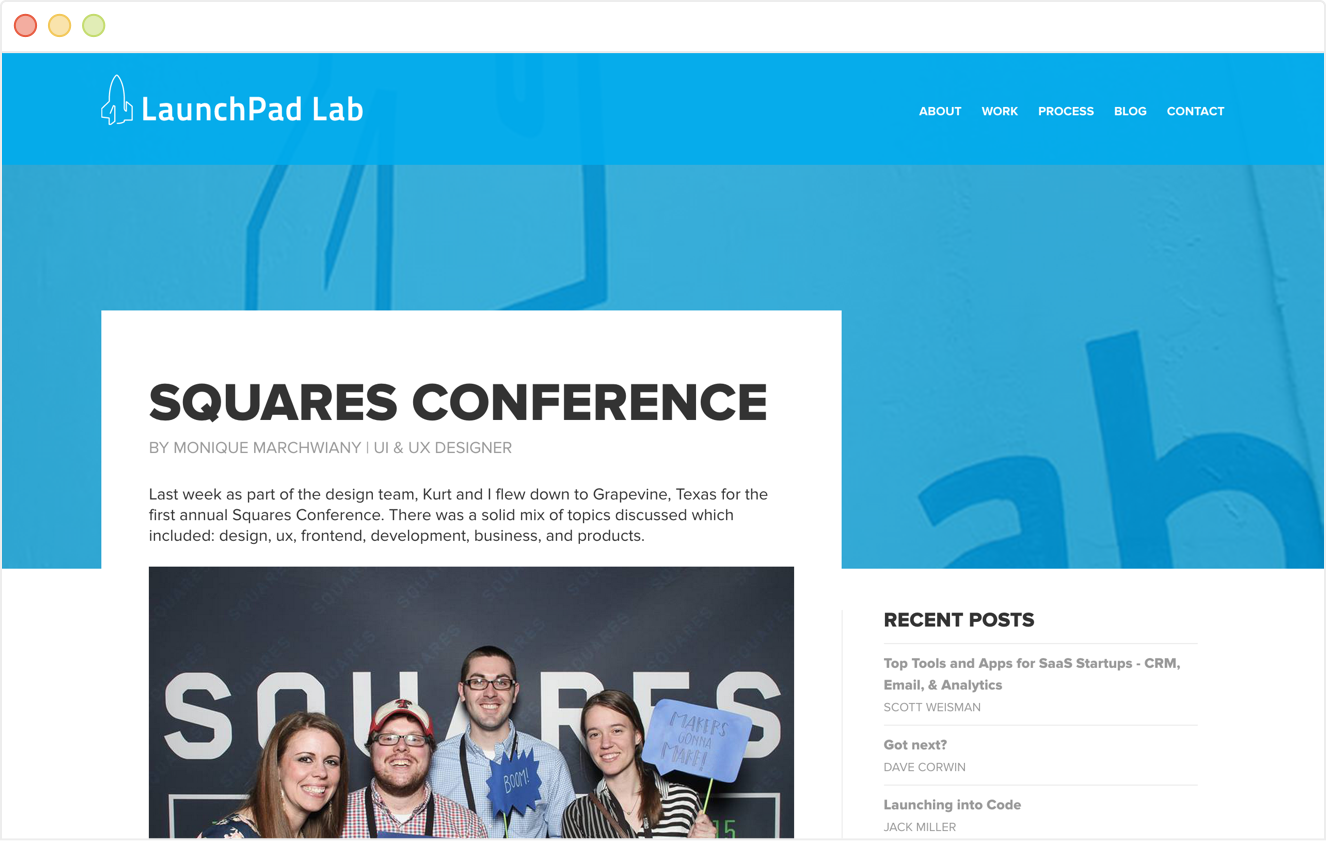 LaunchPad Lab
ABOUT WORK PROCESS BLOG CONTACT
ab
SQUARES CONFERENCE
BY MONIQUE MARCHWIANY | UI & UX DESIGNER
Last week as part of the design team, Kurt and I flew down to Grapevine, Texas for the
first annual Squares Conference. There was a solid mix of topics discussed which
included: design, ux, frontend, development, business, and products.
SQUARES
MAKERS
GONNA
MAKE!
BOOM!
15
RECENT POSTS
Top Tools and Apps for SaaS Startups - CRM,
Email, & Analytics
SCOTT WEISMAN
Got next?
DAVE CORWIN
Launching into Code
JACK MILLER